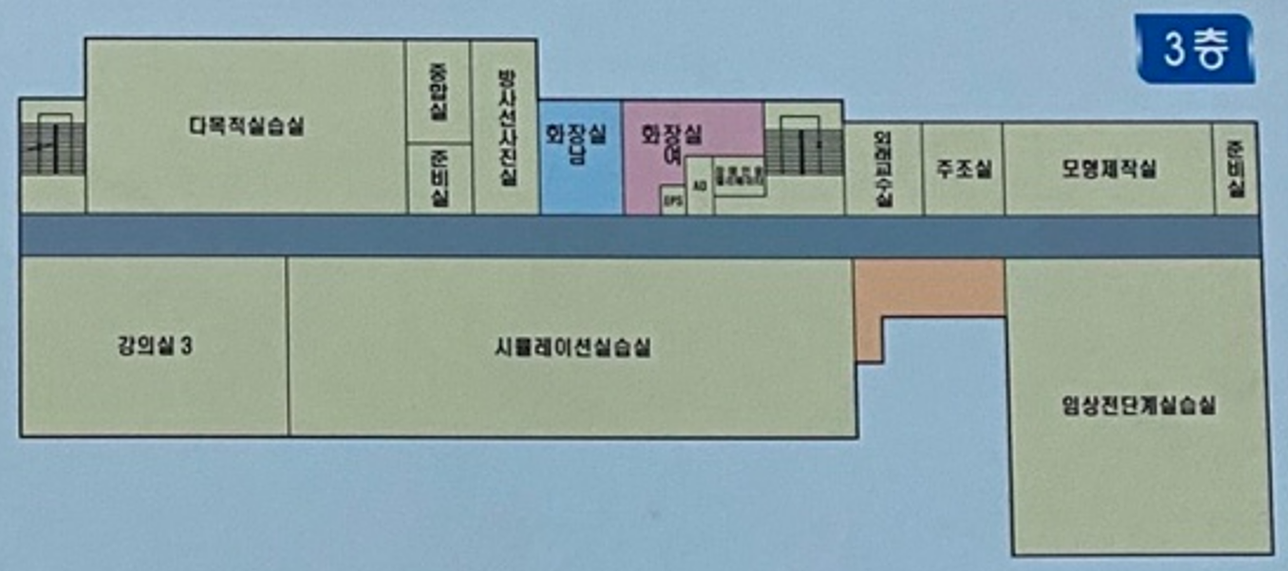 3층
다목적실습실
중합실
준비실
방사선사진실
화장실
남
화장실
여
EPS
AD
외래교수실
주조실
모형제작실
준비실
강의실 3
시뮬레이션실습실
임상전단계실습실